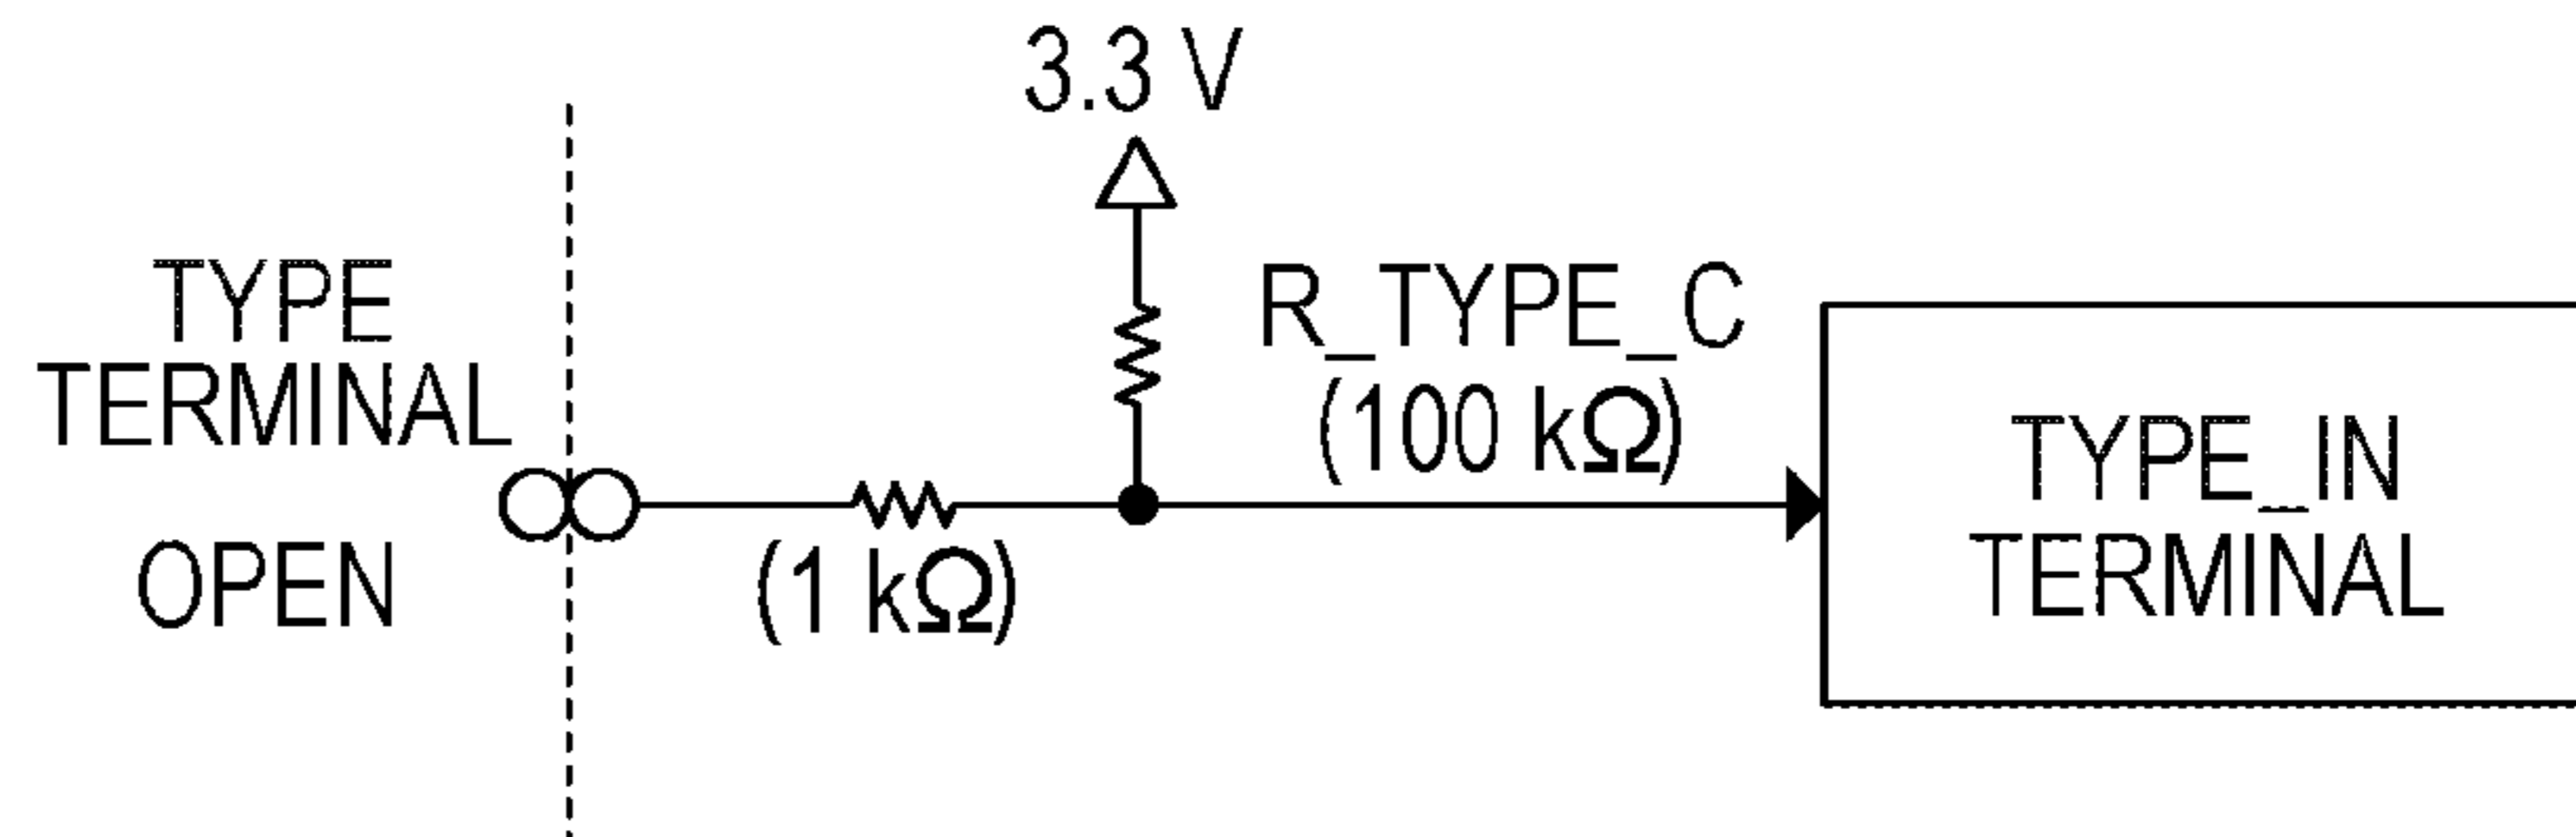 3.3 V
TYPE
TERMINAL
OPEN
(1 kΩ)
R_TYPE_C
(100 kΩ)
TYPE_IN
TERMINAL